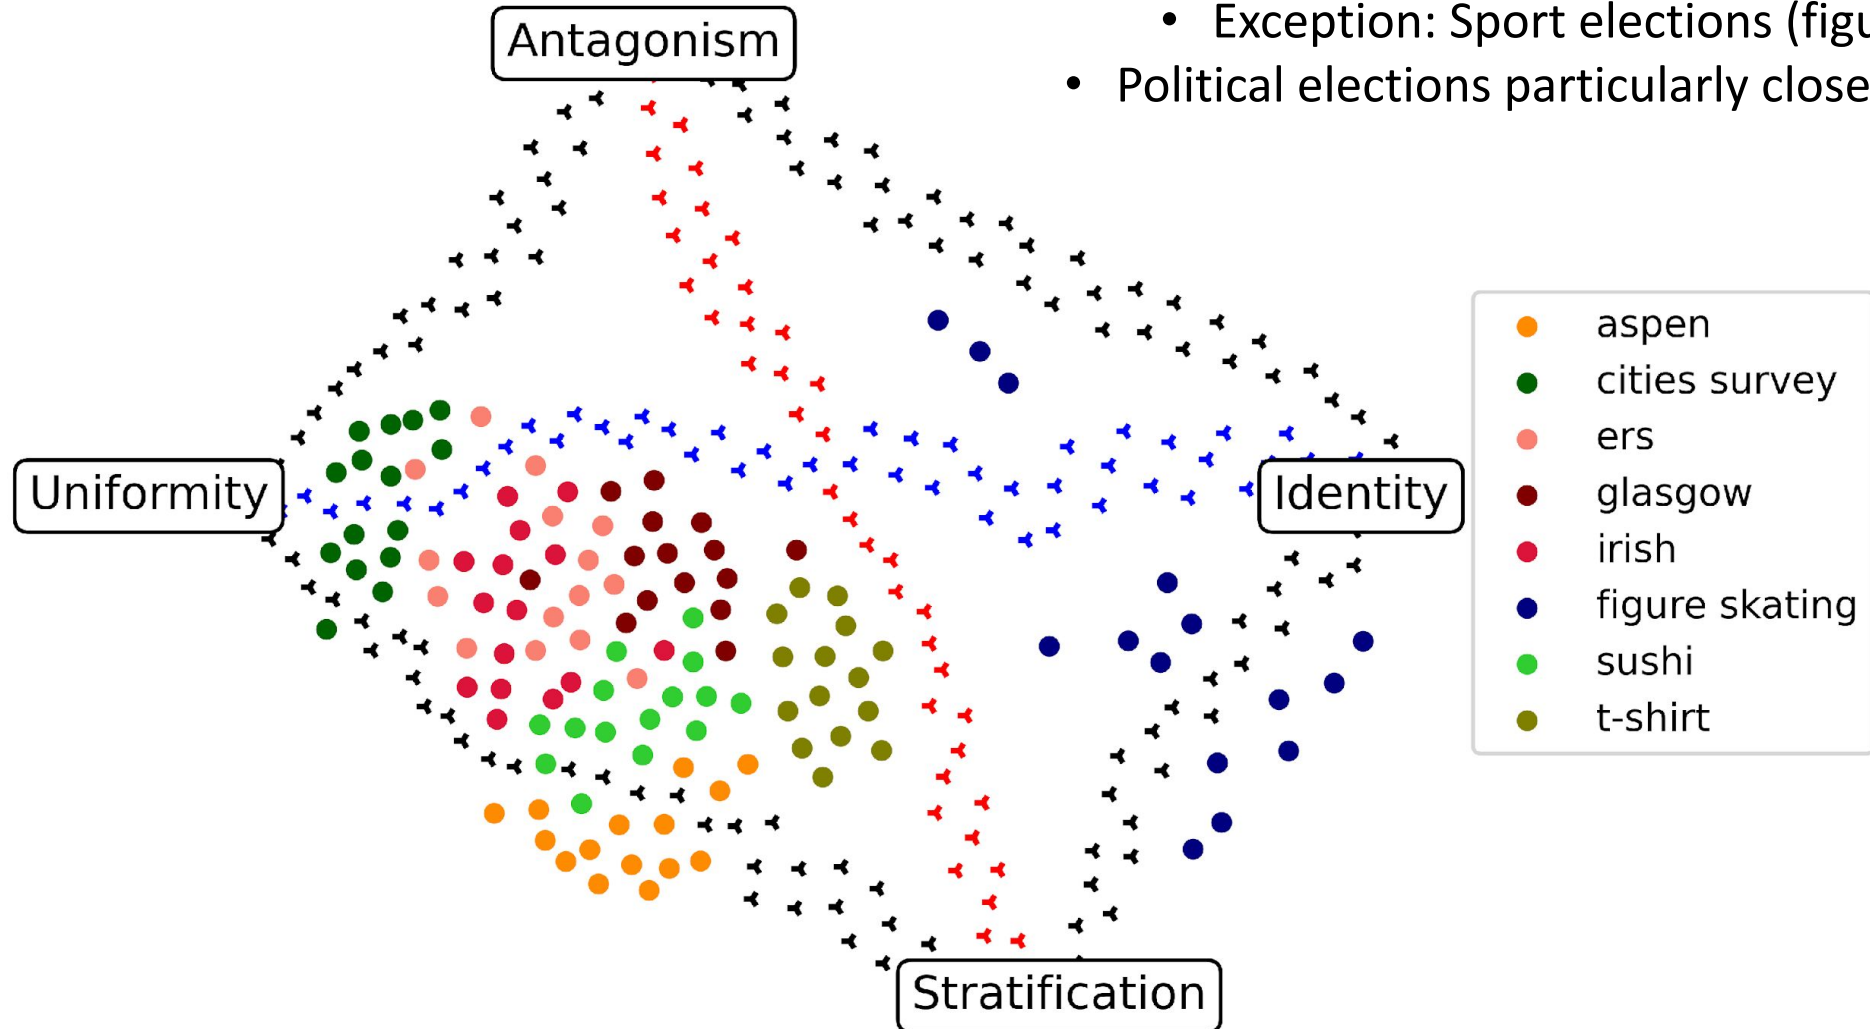 Antagonism
• Exception: Sport elections (figu
• Political elections particularly close
Uniformity
Identity
Stratification
aspen
cities survey
ers
glasgow
irish
figure skating
sushi
t-shirt